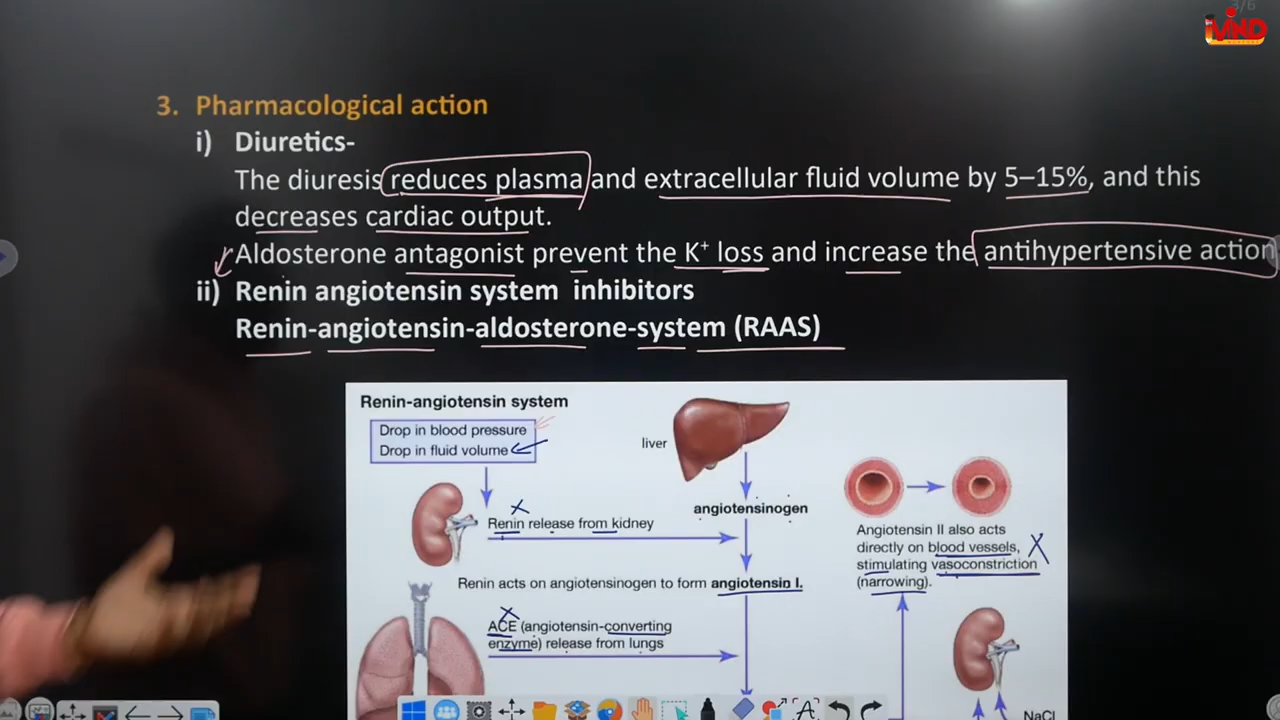 3/6
iMIND
3. Pharmacological action
i) Diuretics-
The diuresis reduces plasma and extracellular fluid volume by 5–15%, and this
decreases cardiac output.
Aldosterone antagonist prevent the K⁺ loss and increase the antihypertensive action
ii) Renin angiotensin system inhibitors
Renin-angiotensin-aldosterone-system (RAAS)
Renin-angiotensin system
Drop in blood pressure
Drop in fluid volume
liver
angiotensinogen
Renin release from kidney
Renin acts on angiotensinogen to form angiotensin I.
ACE (angiotensin-converting
enzyme) release from lungs
Angiotensin II also acts
directly on blood vessels,
stimulating vasoconstriction
(narrowing).
NaCl